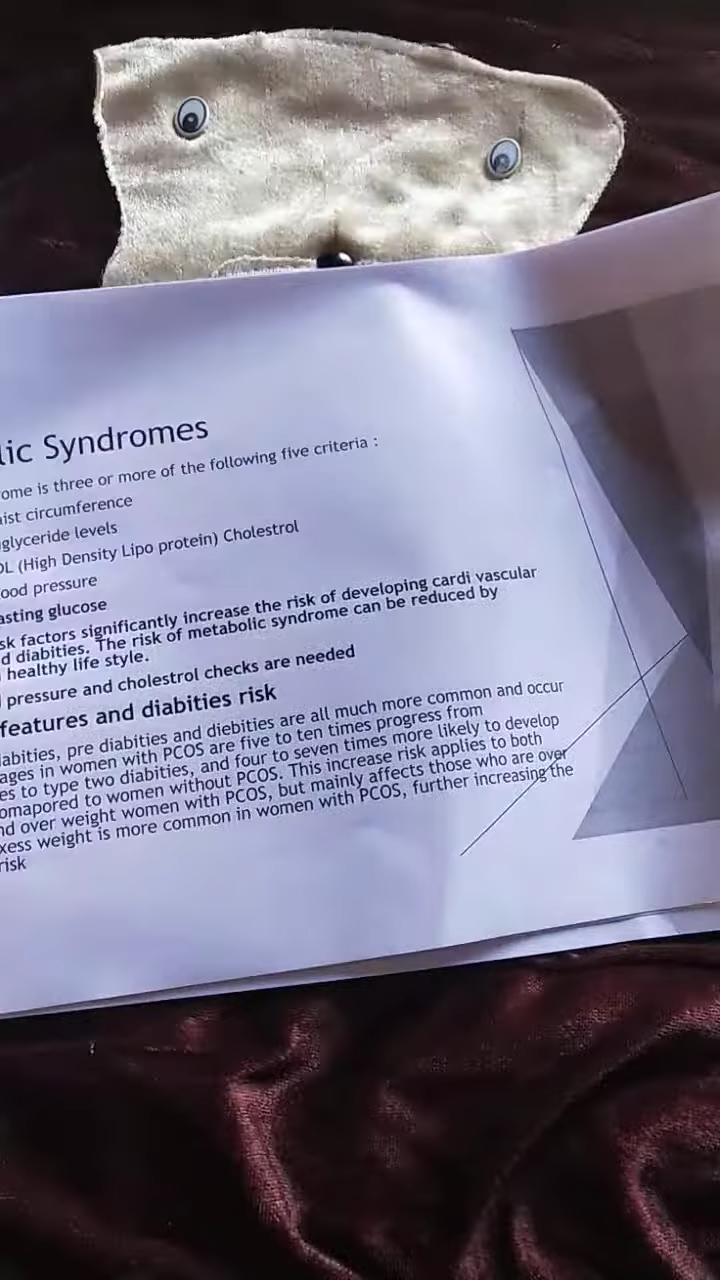 lic Syndromes
ome is three or more of the following five criteria :
ist circumference
glyceride levels
DL (High Density Lipo protein) Cholestrol
ood pressure
asting glucose
sk factors significantly increase the risk of developing cardi vascular
d diabities. The risk of metabolic syndrome can be reduced by
healthy life style.
pressure and cholestrol checks are needed
features and diabities risk
iabities, pre diabities and diebities are all much more common and occur
ages in women with PCOS are five to ten times progress from
es to type two diabities, and four to seven times more likely to develop
omapored to women without PCOS. This increase risk applies to both
nd over weight women with PCOS, but mainly affects those who are over
xess weight is more common in women with PCOS, further increasing the
risk